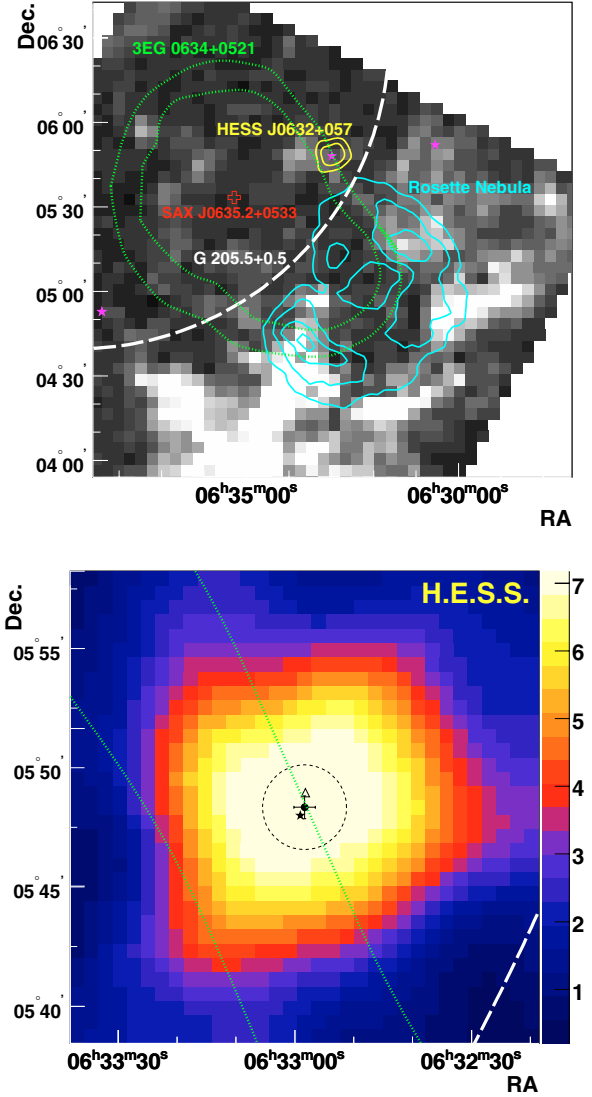 Dec.
06 30
°
'
3EG 0634+0521
06 00
°
'
HESS J0632+057
Rosette Nebula
05 30
°
'
SAX J0635.2+0533
G 205.5+0.5
05 00
°
'
04 30
°
'
04 00
°
'
06h35m00s
06h30m00s
RA
Dec.
H.E.S.S.
7
05 55
°
'
6
5
05 50
°
'
4
3
05 45
°
'
2
05 40
°
'
1
06h33m30s
06h33m00s
06h32m30s
RA